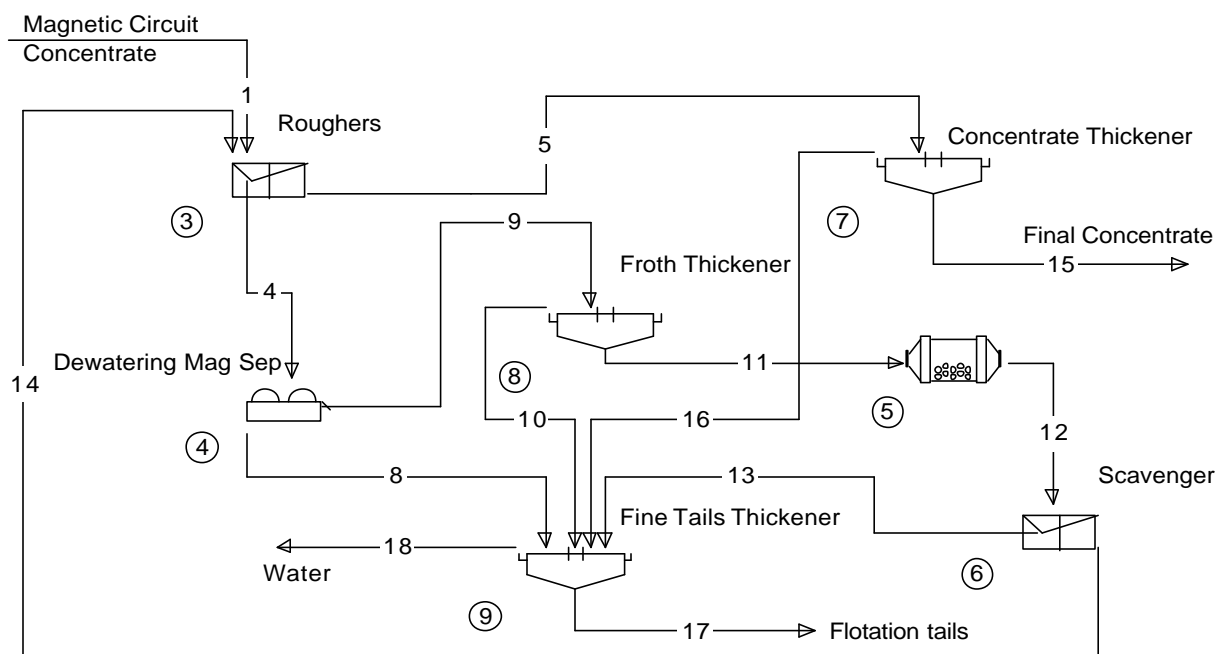 Magnetic Circuit
Concentrate
1
Roughers
5
Concentrate Thickener
3
9
7
Final Concentrate
15
Froth Thickener
4
Dewatering Mag Sep
14
11
8
5
10
16
12
4
8
13
Scavenger
Fine Tails Thickener
18
Water
6
9
17
Flotation tails